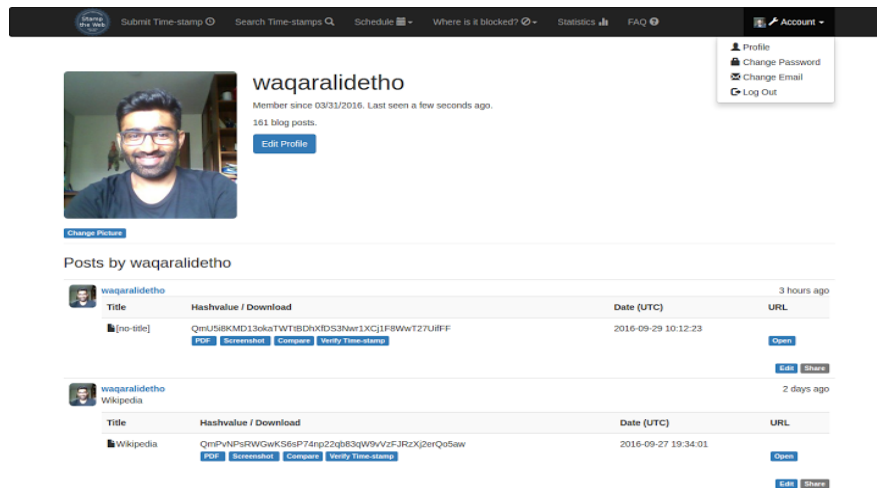 Stamp the Web
Submit Time-stamp Search Time-stamps Schedule Where is it blocked? Statistics FAQ Account
Profile
Change Password
Change Email
Log Out
waqaralidetho
Member since 03/31/2016. Last seen a few seconds ago.
161 blog posts.
Edit Profile
Change Picture
Posts by waqaralidetho
waqaralidetho 3 hours ago
Title Hashvalue / Download Date (UTC) URL
[no-title] QmU5i8KMD13okaTWTtBDhXfDS3Nwr1XCj1F8WwT27UifFF 2016-09-29 10:12:23
PDF Screenshot Compare Verify Time-stamp Open
Edit Share
waqaralidetho 2 days ago
Wikipedia
Title Hashvalue / Download Date (UTC) URL
Wikipedia QmPvNPsRWGwKS6sP74np22qb83qW9vVzFJRzXj2erQo5aw 2016-09-27 19:34:01
PDF Screenshot Compare Verify Time-stamp Open
Edit Share